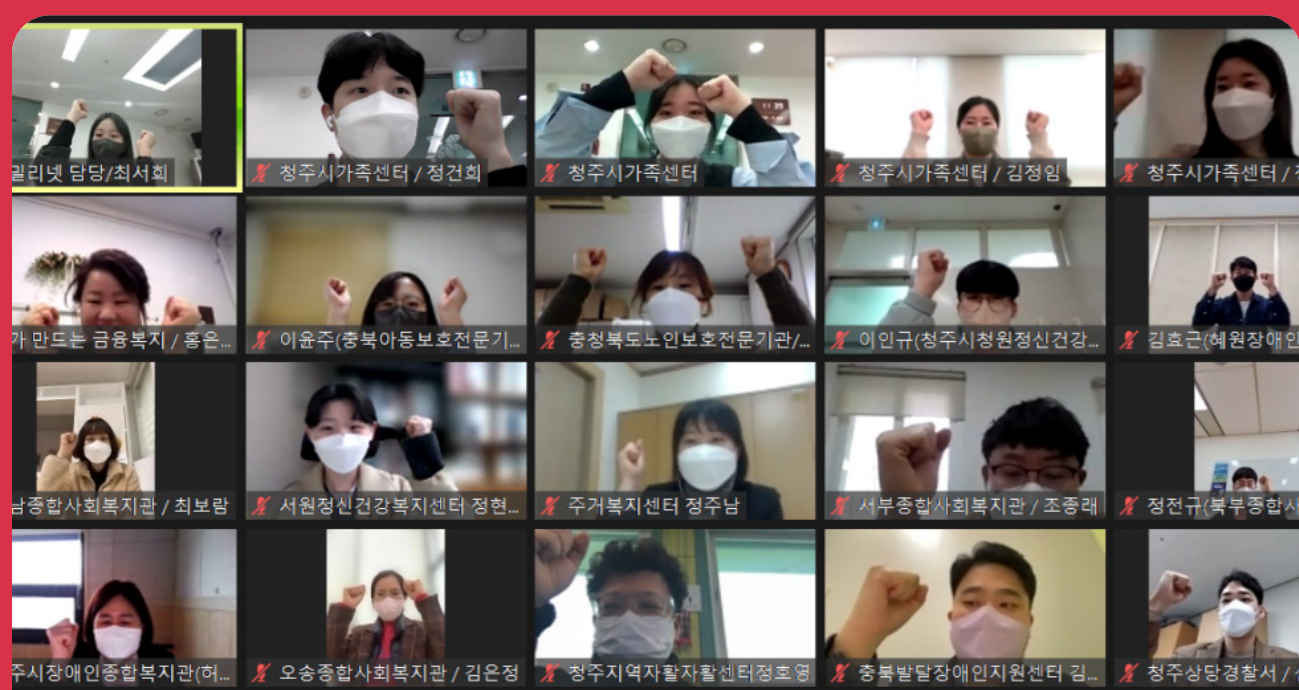 밀리넷 담당/최서희
청주시가족센터 / 정건희
청주시가족센터
청주시가족센터 / 김정임
청주시가족센터 /
가 만드는 금융복지 / 홍은...
이윤주(충북아동보호전문기...
충청북도노인보호전문기관/...
이인규(청주시청원정신건강...
김효근(혜원장애인
남종합사회복지관 / 최보람
서원정신건강복지센터 정현...
주거복지센터 정주남
서부종합사회복지관 / 조종래
정전규(북부종합사
주시장애인종합복지관(허...
오송종합사회복지관 / 김은정
청주지역자활자활센터정호영
충북발달장애인지원센터 김...
청주상당경찰서 /